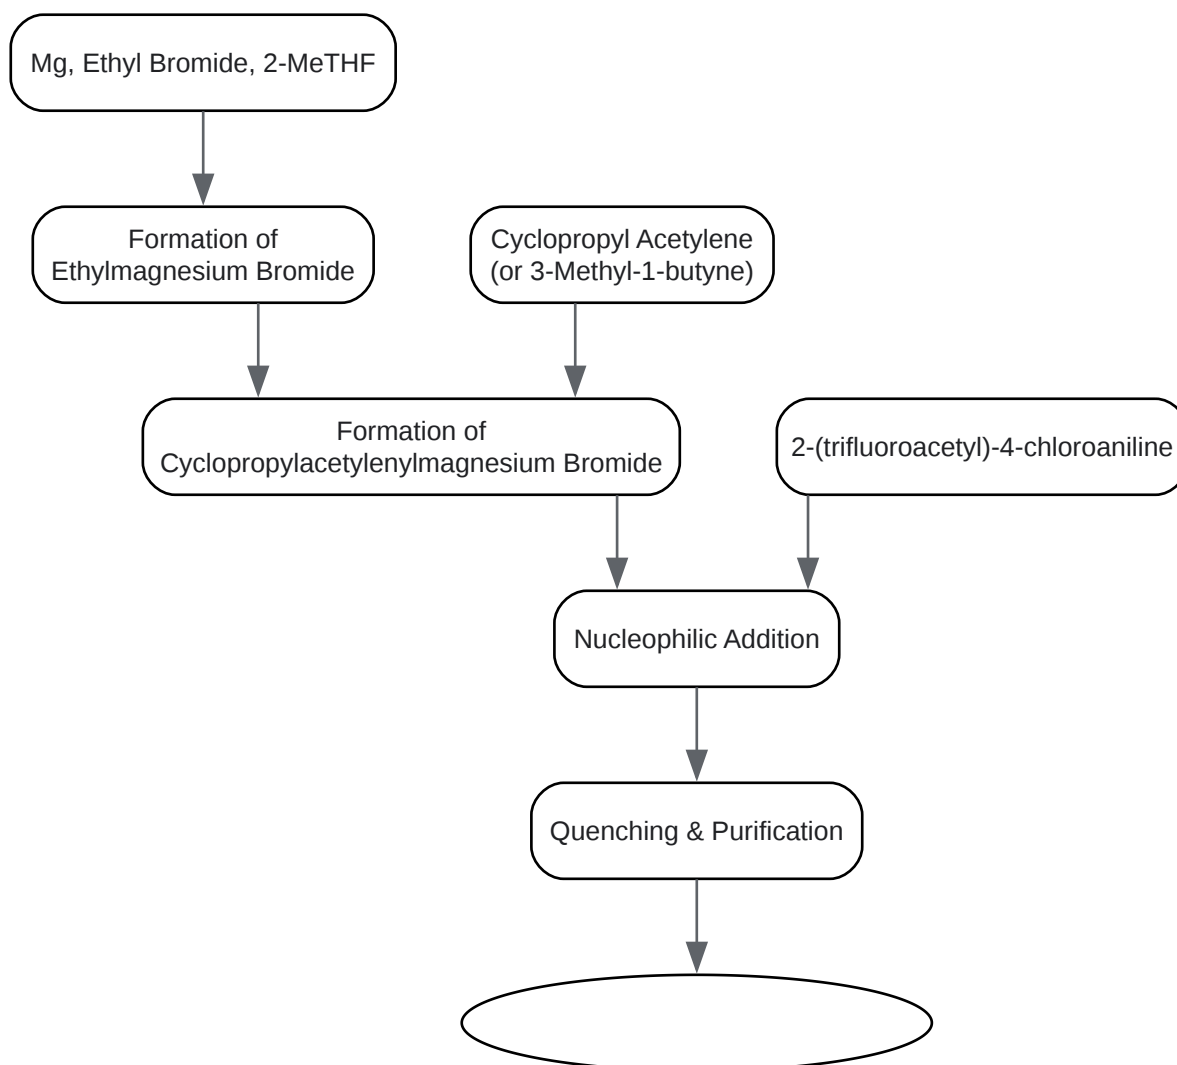 Mg, Ethyl Bromide, 2-MeTHF
Formation of
Ethylmagnesium Bromide
Cyclopropyl Acetylene
(or 3-Methyl-1-butyne)
Formation of
Cyclopropylacetylenylmagnesium Bromide
2-(trifluoroacetyl)-4-chloroaniline
Nucleophilic Addition
Quenching & Purification